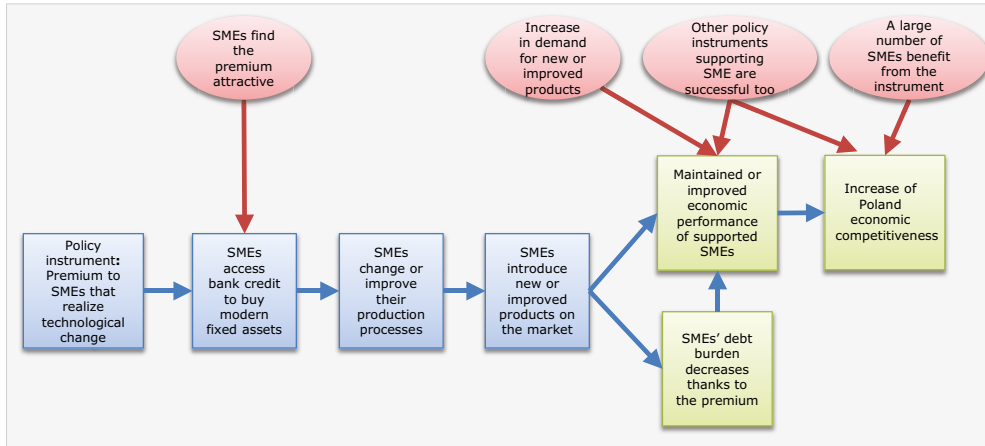 SMEs find
the
premium
attractive
Increase
in demand
for new or
improved
products
Other policy
instruments
supporting
SME are
successful too
A large
number of
SMEs benefit
from the
instrument
Maintained or
improved
economic
performance
of supported
SMEs
Increase of
Poland
economic
competitiveness
Policy
instrument:
Premium to
SMEs that
realize
technological
change
SMEs
access
bank credit
to buy
modern
fixed assets
SMEs
change or
improve
their
production
processes
SMEs
introduce
new or
improved
products on
the market
SMEs’ debt
burden
decreases
thanks to
the premium